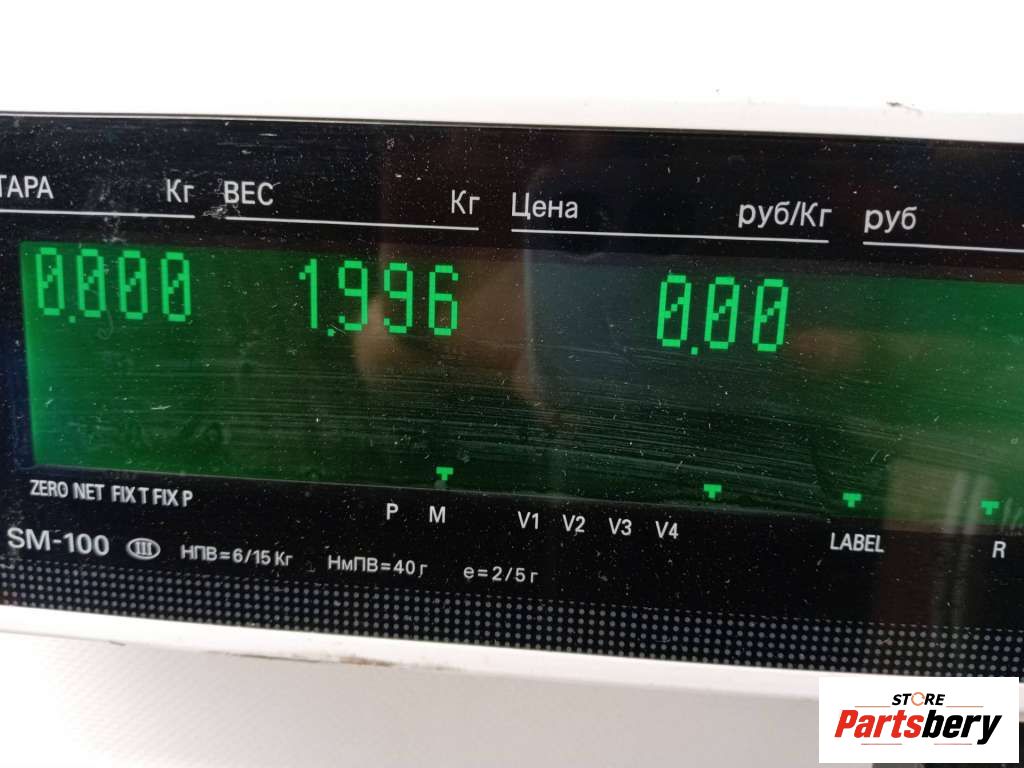 ТАРА Кг ВЕС Кг Цена руб/Кг руб
0.000 1.996 0.00
ZERO NET FIX T FIX P P M V1 V2 V3 V4 LABEL R
SM-100 III НПВ=6/15 Кг НмПВ=40 г e=2/5 г
STORE
Partsbery